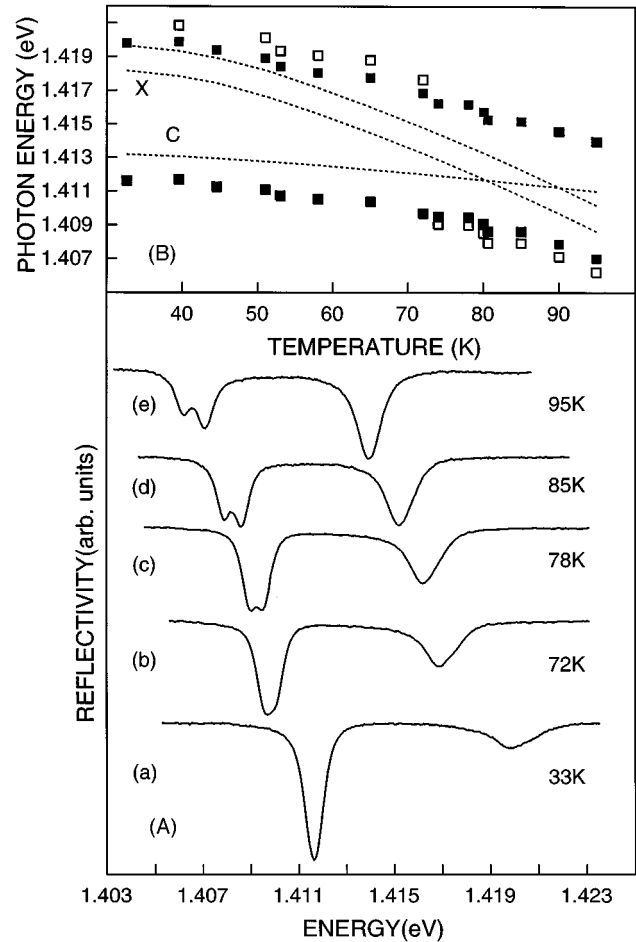 PHOTON ENERGY (eV)
1.419
1.417
1.415
1.413
1.411
1.409
1.407
X
C
(B)
40 50 60 70 80 90
TEMPERATURE (K)
REFLECTIVITY(arb. units)
(e) 95K
(d) 85K
(c) 78K
(b) 72K
(a) 33K
(A)
1.403 1.407 1.411 1.415 1.419 1.423
ENERGY(eV)